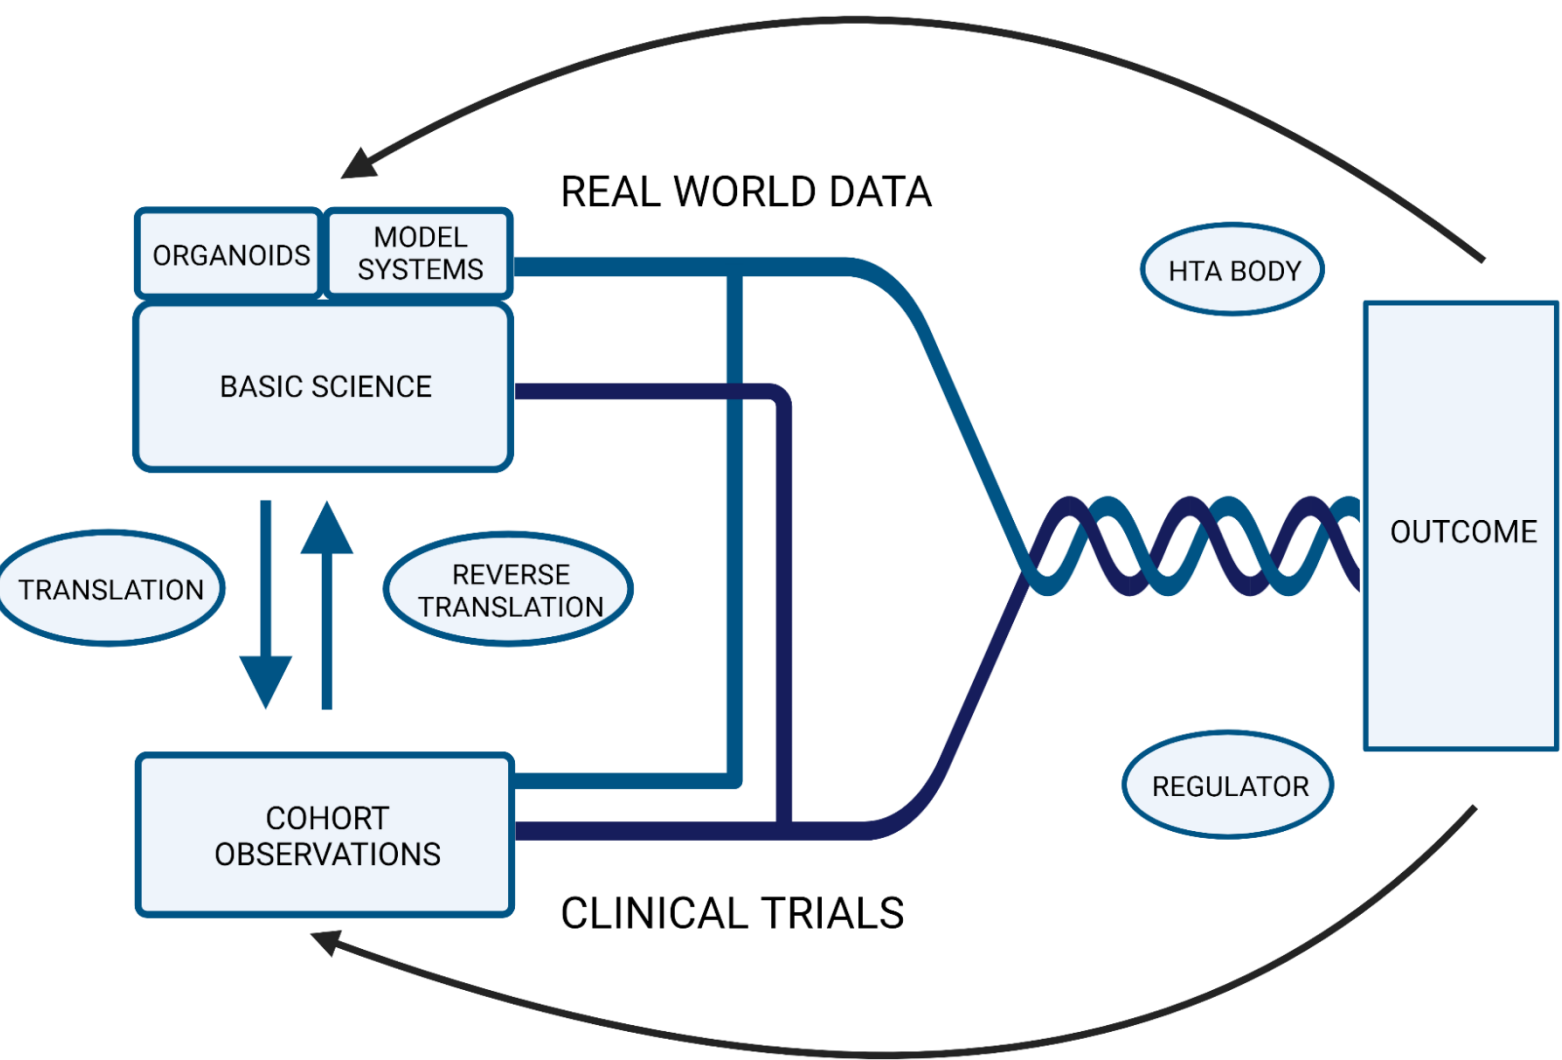 REAL WORLD DATA
ORGANOIDS
MODEL
SYSTEMS
HTA BODY
BASIC SCIENCE
OUTCOME
TRANSLATION
REVERSE
TRANSLATION
REGULATOR
COHORT
OBSERVATIONS
CLINICAL TRIALS